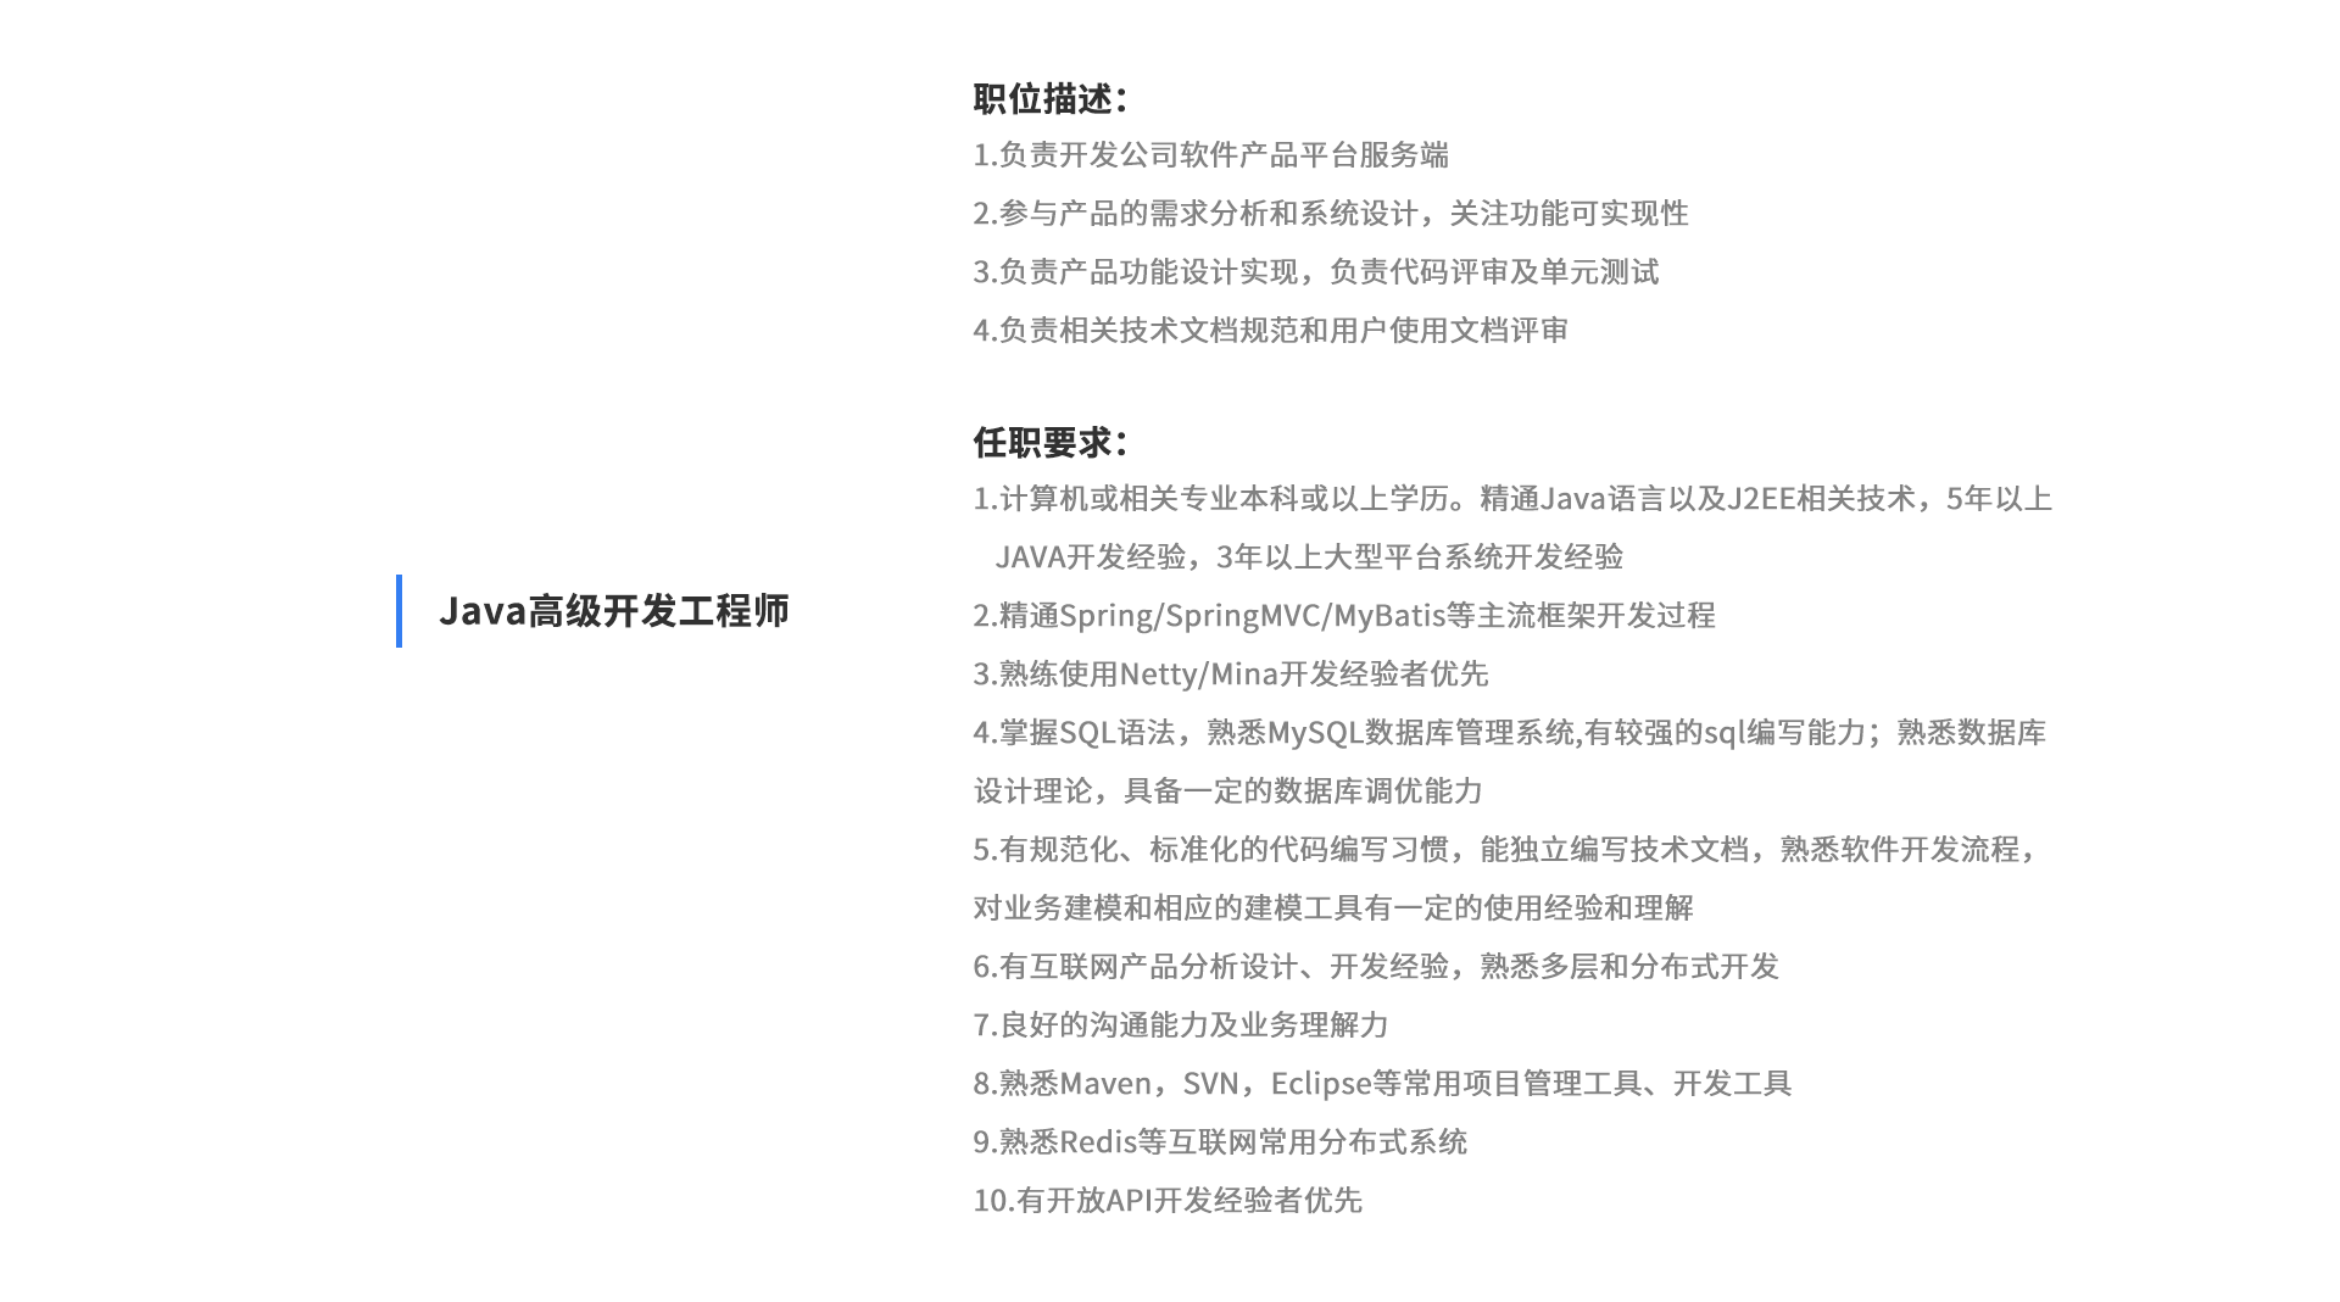 职位描述：
1.负责开发公司软件产品平台服务端
2.参与产品的需求分析和系统设计，关注功能可实现性
3.负责产品功能设计实现，负责代码评审及单元测试
4.负责相关技术文档规范和用户使用文档评审
任职要求：
1.计算机或相关专业本科或以上学历。精通Java语言以及J2EE相关技术，5年以上
JAVA开发经验，3年以上大型平台系统开发经验
Java高级开发工程师
2.精通Spring/SpringMVC/MyBatis等主流框架开发过程
3.熟练使用Netty/Mina开发经验者优先
4.掌握SQL语法，熟悉MySQL数据库管理系统,有较强的sql编写能力；熟悉数据库
设计理论，具备一定的数据库调优能力
5.有规范化、标准化的代码编写习惯，能独立编写技术文档，熟悉软件开发流程，
对业务建模和相应的建模工具有一定的使用经验和理解
6.有互联网产品分析设计、开发经验，熟悉多层和分布式开发
7.良好的沟通能力及业务理解力
8.熟悉Maven，SVN，Eclipse等常用项目管理工具、开发工具
9.熟悉Redis等互联网常用分布式系统
10.有开放API开发经验者优先